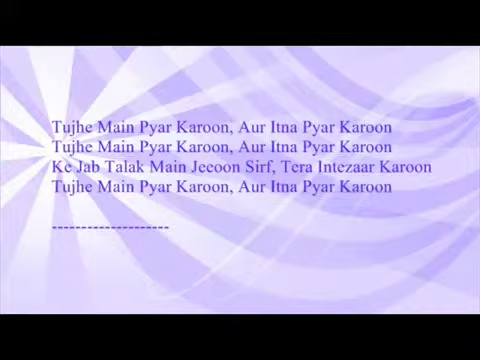 Tujhe Main Pyar Karoon, Aur Itna Pyar Karoon
Tujhe Main Pyar Karoon, Aur Itna Pyar Karoon
Ke Jab Talak Main Jeeoon Sirf, Tera Intezaar Karoon
Tujhe Main Pyar Karoon, Aur Itna Pyar Karoon
--------------------